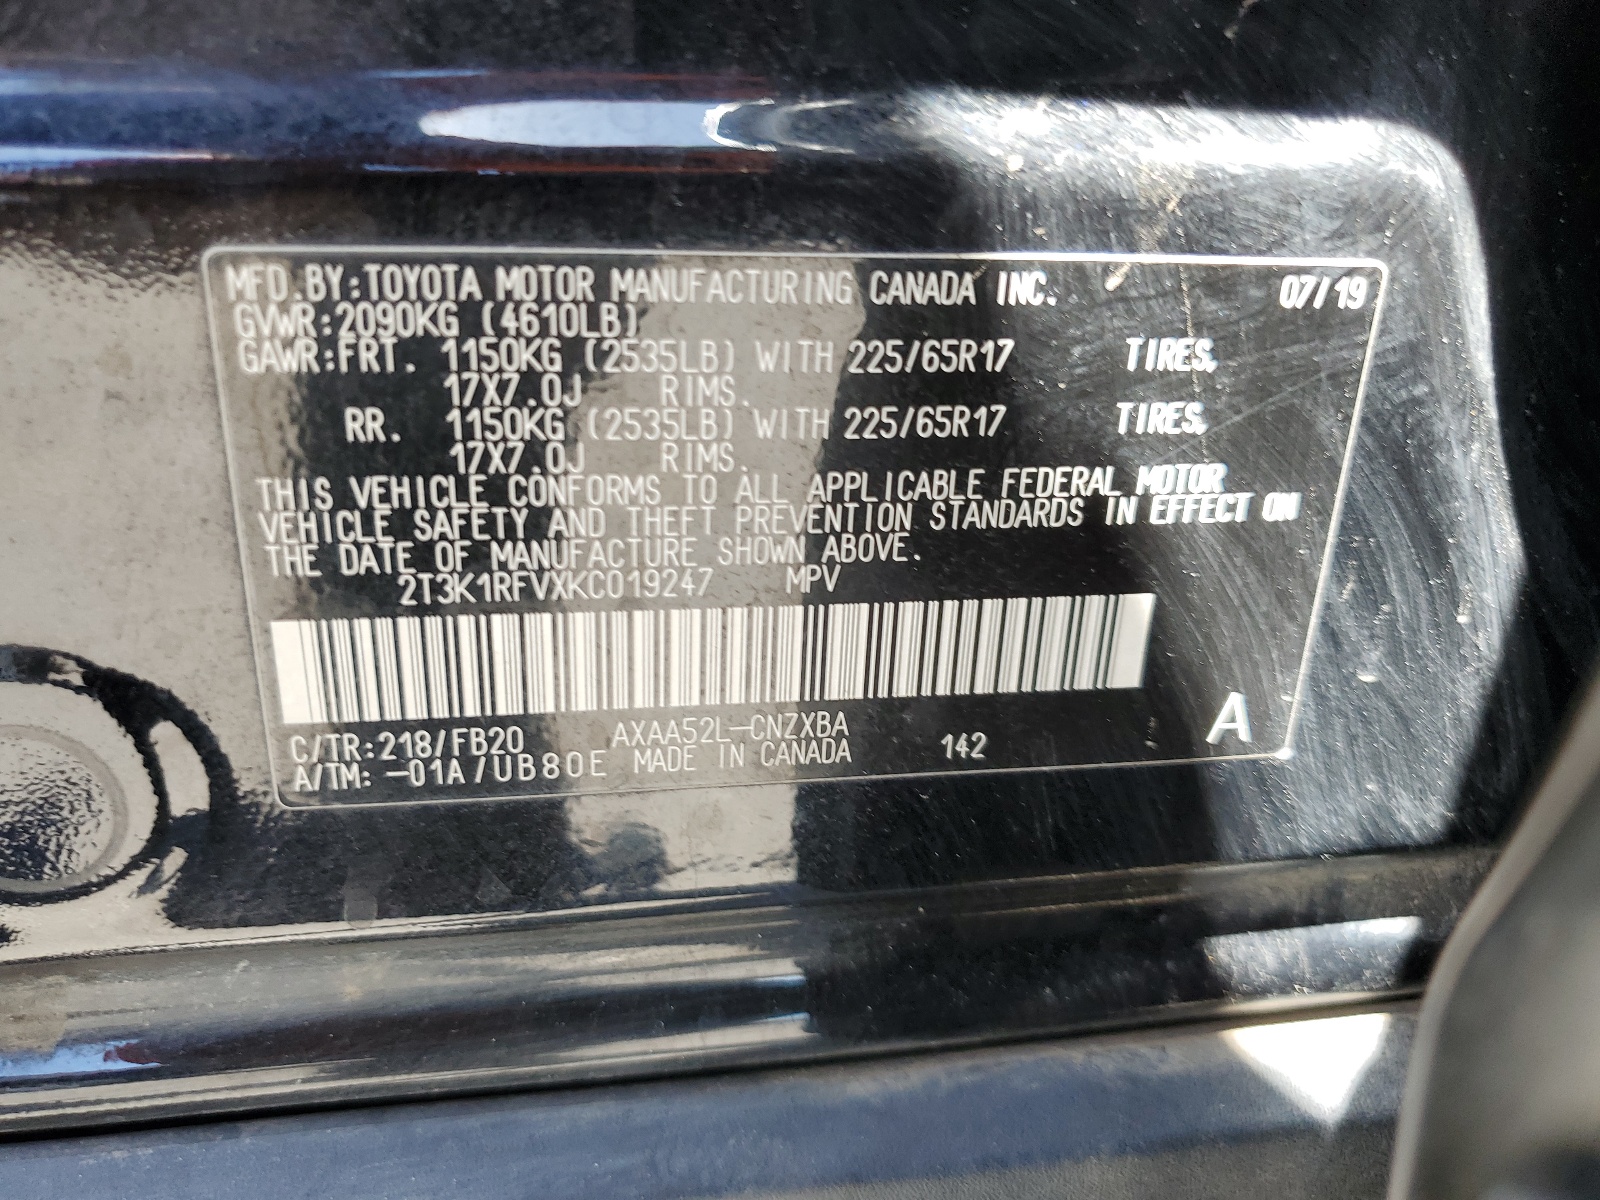 MFD.BY:TOYOTA MOTOR MANUFACTURING CANADA INC. 07/19
GVWR:2090KG (4610LB)
GAWR:FRT. 1150KG (2535LB) WITH 225/65R17 TIRES,
17X7.0J RIMS.
RR. 1150KG (2535LB) WITH 225/65R17 TIRES,
17X7.0J RIMS.
THIS VEHICLE CONFORMS TO ALL APPLICABLE FEDERAL MOTOR
VEHICLE SAFETY AND THEFT PREVENTION STANDARDS IN EFFECT ON
THE DATE OF MANUFACTURE SHOWN ABOVE.
2T3K1RFVXKC019247 MPV
C/TR:218/FB20 AXAA52L-CNZXBA 142 A
A/TM: -01A/UB80E MADE IN CANADA